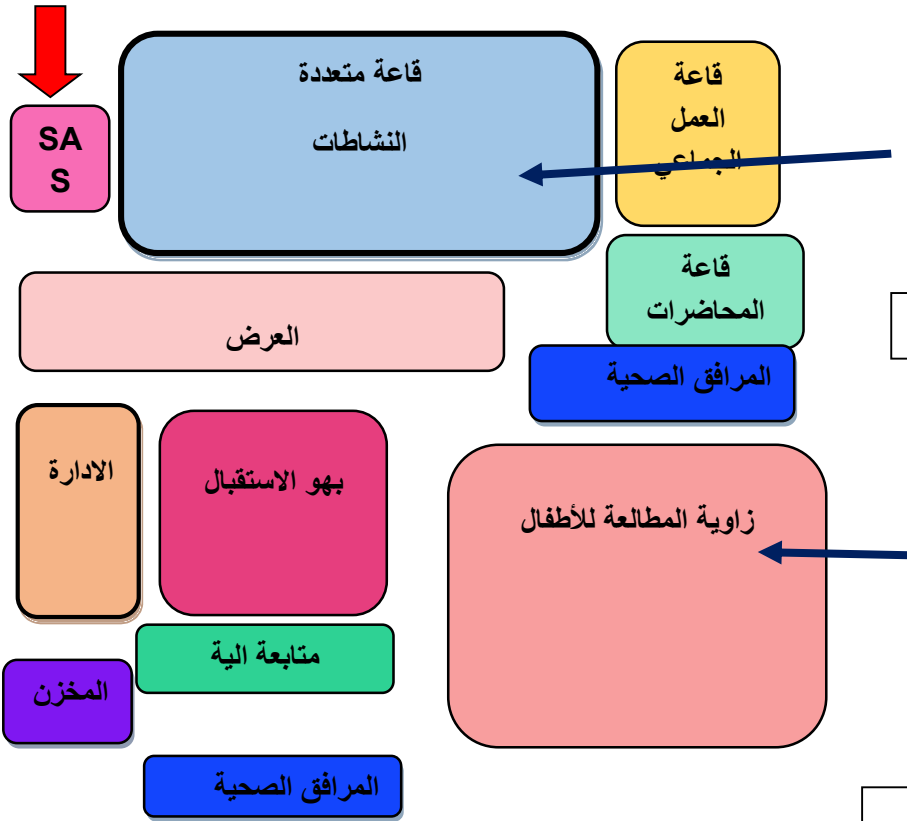 قاعة متعددة
النشاطات
قاعة
العمل
الجماعي
SA
S
قاعة
المحاضرات
العرض
المرافق الصحية
الادارة
بهو الاستقبال
زاوية المطالعة للأطفال
متابعة الية
المخزن
المرافق الصحية